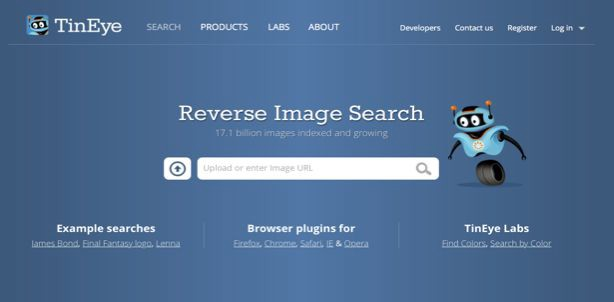 TinEye SEARCH PRODUCTS LABS ABOUT Developers Contact us Register Log in
Reverse Image Search
17.1 billion images indexed and growing
Upload or enter Image URL
Example searches
James Bond, Final Fantasy logo, Lenna
Browser plugins for
Firefox, Chrome, Safari, IE & Opera
TinEye Labs
Find Colors, Search by Color